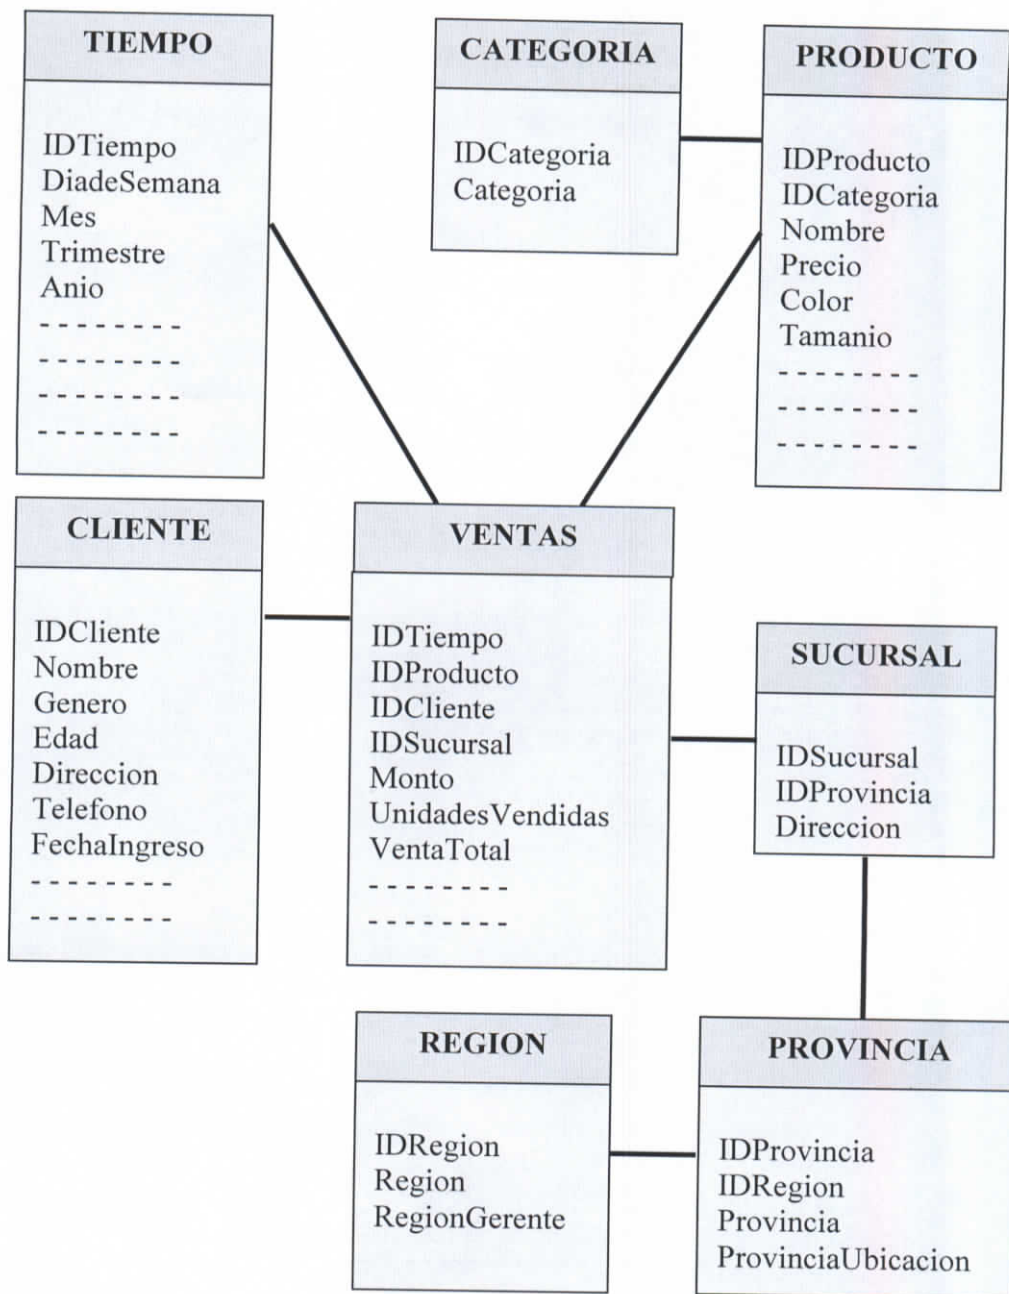 TIEMPO
IDTiempo
DiadeSemana
Mes
Trimestre
Anio
- - - - - - - -
- - - - - - - -
- - - - - - - -
- - - - - - - -
CATEGORIA
IDCategoria
Categoria
PRODUCTO
IDProducto
IDCategoria
Nombre
Precio
Color
Tamanio
- - - - - - - -
- - - - - - - -
- - - - - - - -
CLIENTE
IDCliente
Nombre
Genero
Edad
Direccion
Telefono
FechaIngreso
- - - - - - - -
- - - - - - - -
VENTAS
IDTiempo
IDProducto
IDCliente
IDSucursal
Monto
UnidadesVendidas
VentaTotal
- - - - - - - -
- - - - - - - -
SUCURSAL
IDSucursal
IDProvincia
Direccion
REGION
IDRegion
Region
RegionGerente
PROVINCIA
IDProvincia
IDRegion
Provincia
ProvinciaUbicacion